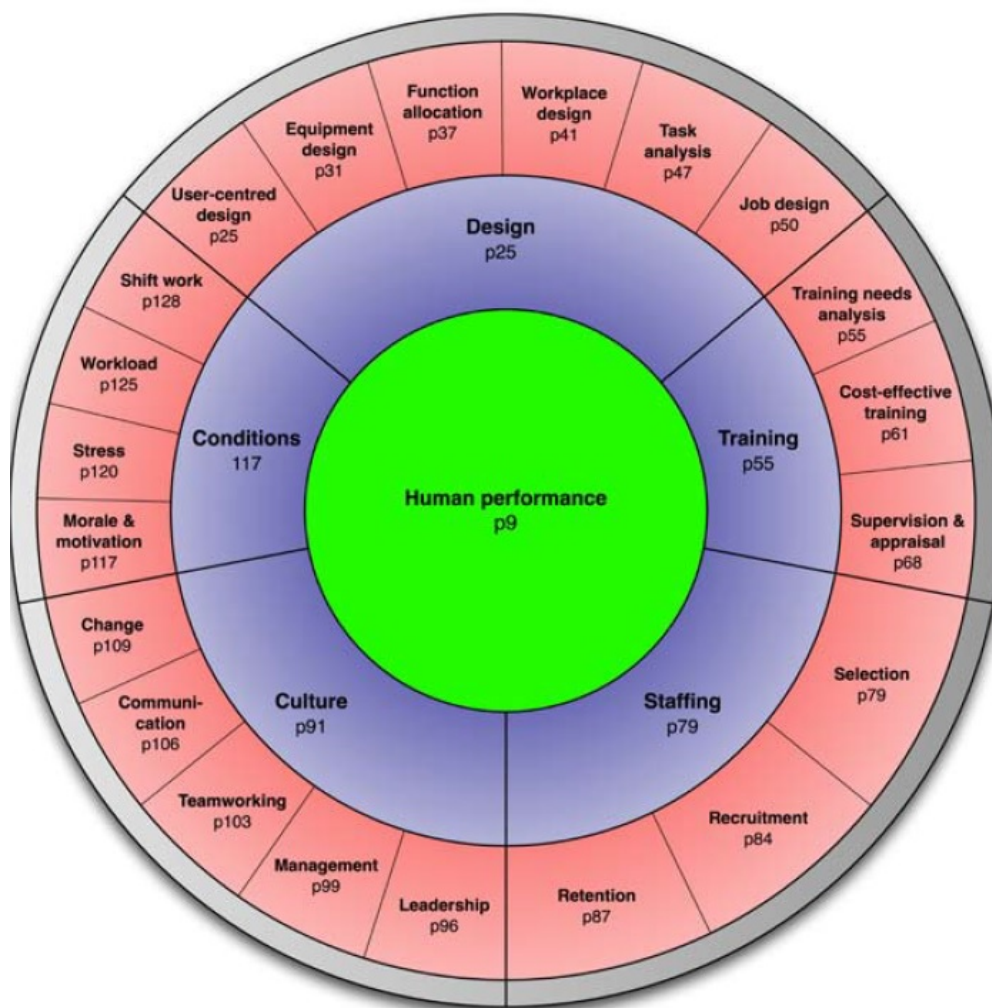 Function
allocation
p37
Workplace
design
p41
Equipment
design
p31
Task
analysis
p47
User-centred
design
p25
Job design
p50
Design
p25
Shift work
p128
Training needs
analysis
p55
Workload
p125
Cost-effective
training
p61
Conditions
117
Training
p55
Stress
p120
Human performance
p9
Morale &
motivation
p117
Supervision &
appraisal
p68
Change
p109
Selection
p79
Communi-
cation
p106
Culture
p91
Staffing
p79
Teamworking
p103
Recruitment
p84
Management
p99
Leadership
p96
Retention
p87